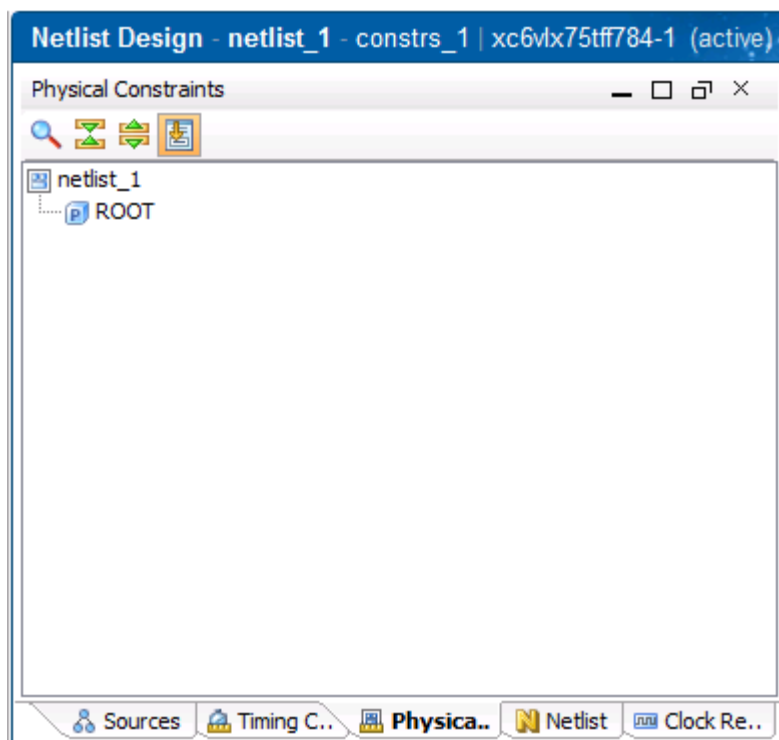 Netlist Design - netlist_1 - constrs_1 | xc6vlx75tff784-1 (active)
Physical Constraints
netlist_1
P ROOT
Sources Timing C.. Physica.. Netlist Clock Re..